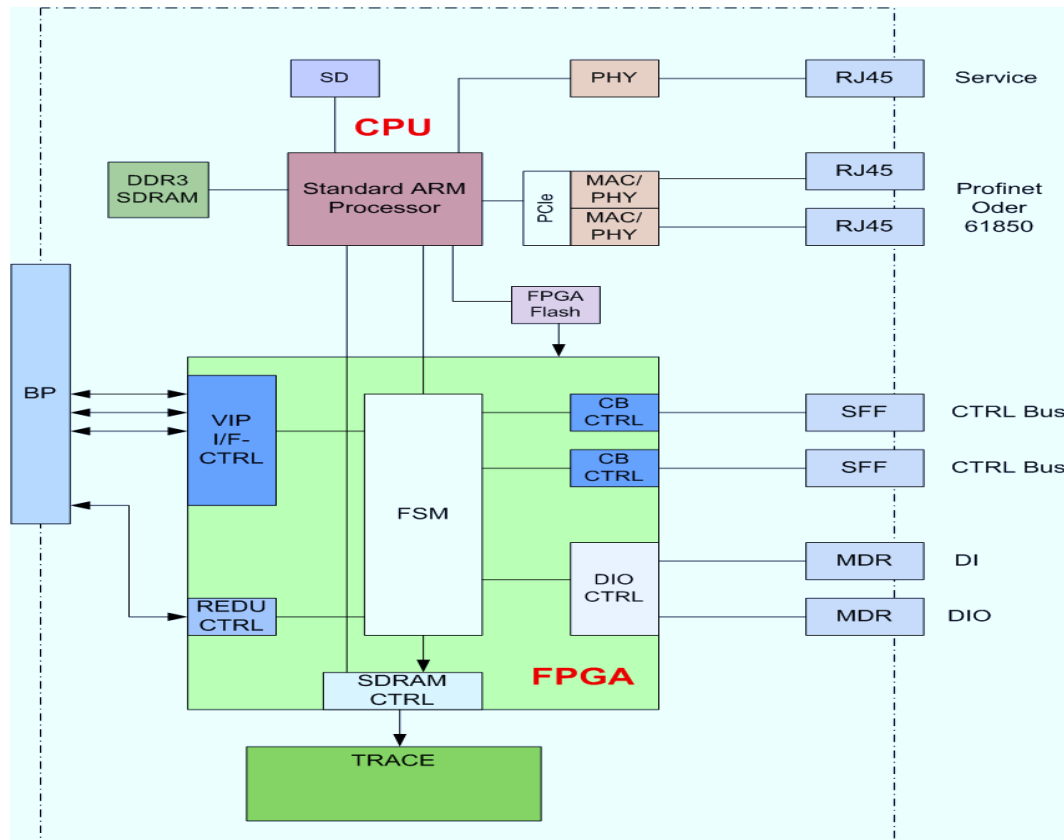 SD
PHY
RJ45
Service
CPU
DDR3
SDRAM
Standard ARM
Processor
PCIe
MAC/
PHY
MAC/
PHY
RJ45
RJ45
Profinet
Oder
61850
FPGA
Flash
BP
VIP
I/F-
CTRL
FSM
CB
CTRL
SFF
CTRL Bus
CB
CTRL
SFF
CTRL Bus
DIO
CTRL
MDR
DI
MDR
DIO
REDU
CTRL
SDRAM
CTRL
FPGA
TRACE